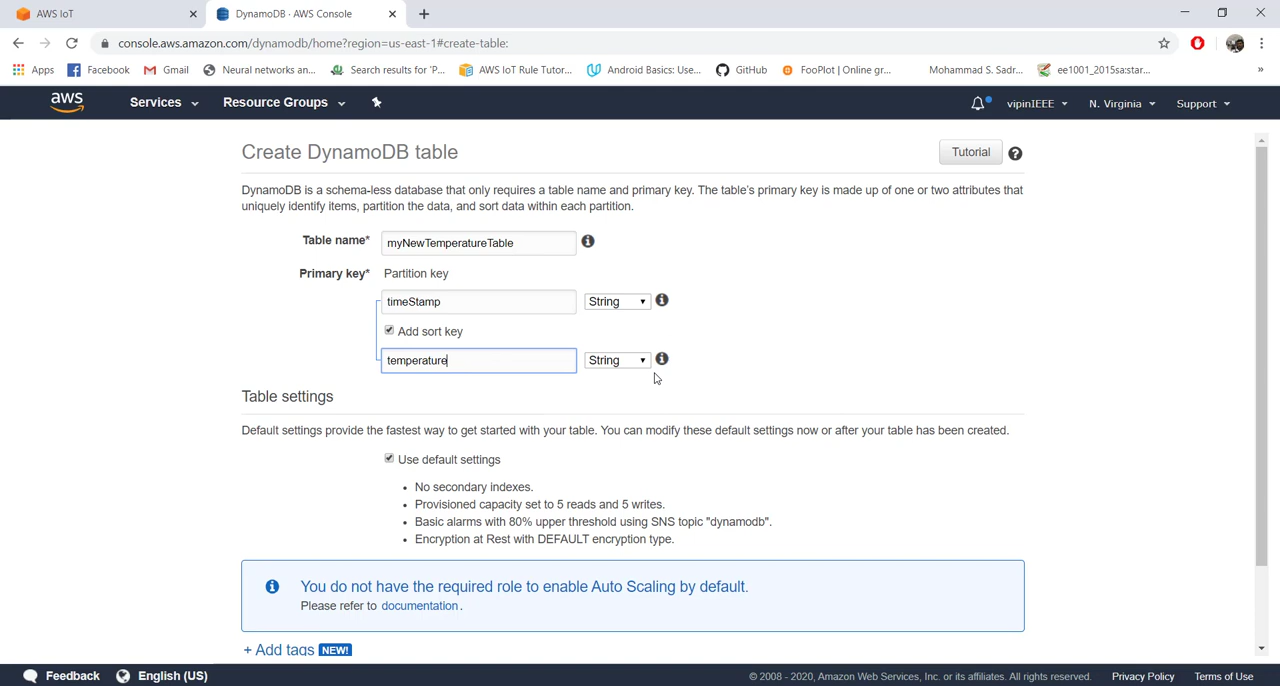 AWS IoT
DynamoDB · AWS Console
console.aws.amazon.com/dynamodb/home?region=us-east-1#create-table:
Apps
Facebook
Gmail
Neural networks an...
Search results for 'P...
AWS IoT Rule Tutor...
Android Basics: Use...
GitHub
FooPlot | Online gr...
Mohammad S. Sadr...
ee1001_2015sa:star...
»
aws
Services
Resource Groups
vipinIEEE
N. Virginia
Support
Create DynamoDB table
Tutorial
DynamoDB is a schema-less database that only requires a table name and primary key. The table's primary key is made up of one or two attributes that
uniquely identify items, partition the data, and sort data within each partition.
Table name*
myNewTemperatureTable
Primary key*
Partition key
timeStamp
String
Add sort key
temperature
String
Table settings
Default settings provide the fastest way to get started with your table. You can modify these default settings now or after your table has been created.
Use default settings
• No secondary indexes.
• Provisioned capacity set to 5 reads and 5 writes.
• Basic alarms with 80% upper threshold using SNS topic "dynamodb".
• Encryption at Rest with DEFAULT encryption type.
You do not have the required role to enable Auto Scaling by default.
Please refer to documentation.
+ Add tags NEW!
Feedback
English (US)
© 2008 - 2020, Amazon Web Services, Inc. or its affiliates. All rights reserved.
Privacy Policy
Terms of Use